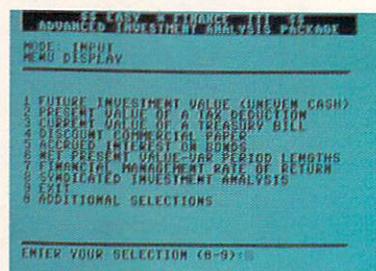 $$ EASY * FINANCE III $$
ADVANCED INVESTMENT ANALYSIS PACKAGE
MODE: INPUT
MENU DISPLAY
1 FUTURE INVESTMENT VALUE (UNEVEN CASH)
2 PRESENT VALUE OF A TAX DEDUCTION
3 CURRENT VALUE OF A TREASURY BILL
4 DISCOUNT COMMERCIAL PAPER
5 ACCRUED INTEREST ON BONDS
6 NET PRESENT VALUE-VAR PERIOD LENGTHS
7 FINANCIAL MANAGEMENT RATE OF RETURN
8 SYNDICATED INVESTMENT ANALYSIS
9 EXIT
0 ADDITIONAL SELECTIONS
ENTER YOUR SELECTION (0-9):